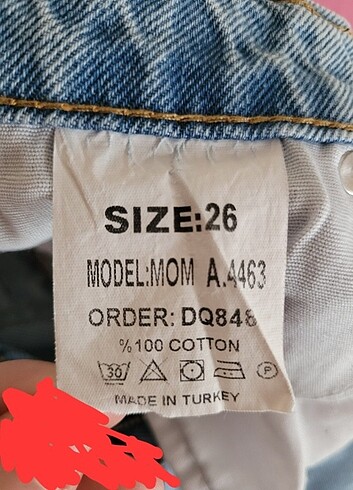 SIZE:26
MODEL:MOM A.4463
ORDER: DQ848
%100 COTTON
30 P
MADE IN TURKEY